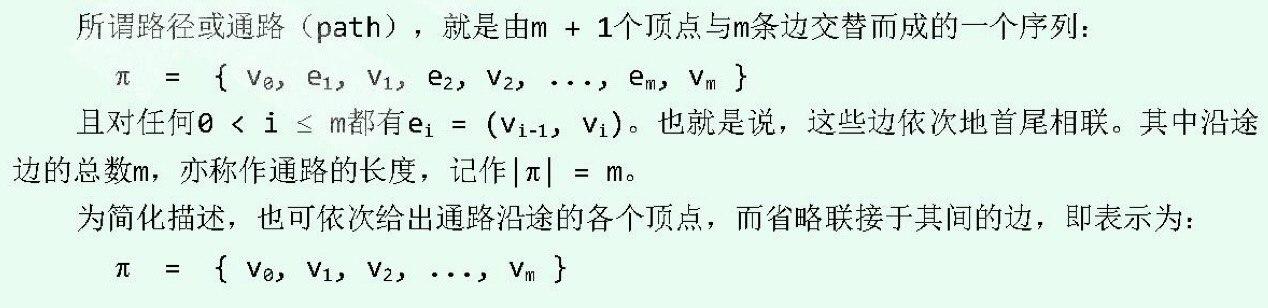 所谓路径或通路（path），就是由m + 1个顶点与m条边交替而成的一个序列：
π = { v₀, e₁, v₁, e₂, v₂, ..., eₘ, vₘ }
且对任何0 < i ≤ m都有eᵢ = (vᵢ₋₁, vᵢ)。也就是说，这些边依次地首尾相联。其中沿途
边的总数m，亦称作通路的长度，记作|π| = m。
为简化描述，也可依次给出通路沿途的各个顶点，而省略联接于其间的边，即表示为：
π = { v₀, v₁, v₂, ..., vₘ }